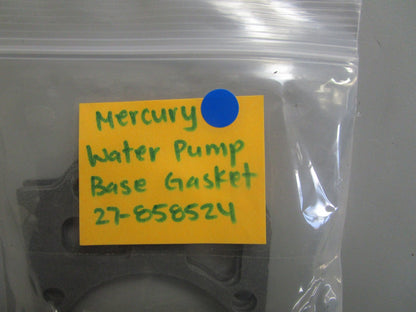 Mercury
Water Pump
Base Gasket
27-858524